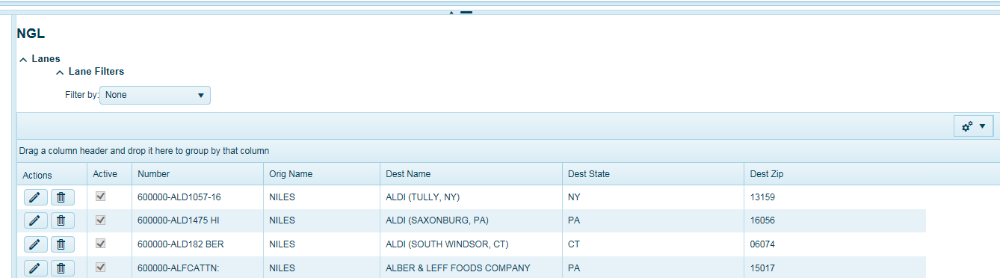 NGL
Lanes
Lane Filters
Filter by: None
Drag a column header and drop it here to group by that column
Actions Active Number Orig Name Dest Name Dest State Dest Zip
600000-ALD1057-16 NILES ALDI (TULLY, NY) NY 13159
600000-ALD1475 HI NILES ALDI (SAXONBURG, PA) PA 16056
600000-ALD182 BER NILES ALDI (SOUTH WINDSOR, CT) CT 06074
600000-ALFCATTN: NILES ALBER & LEFF FOODS COMPANY PA 15017